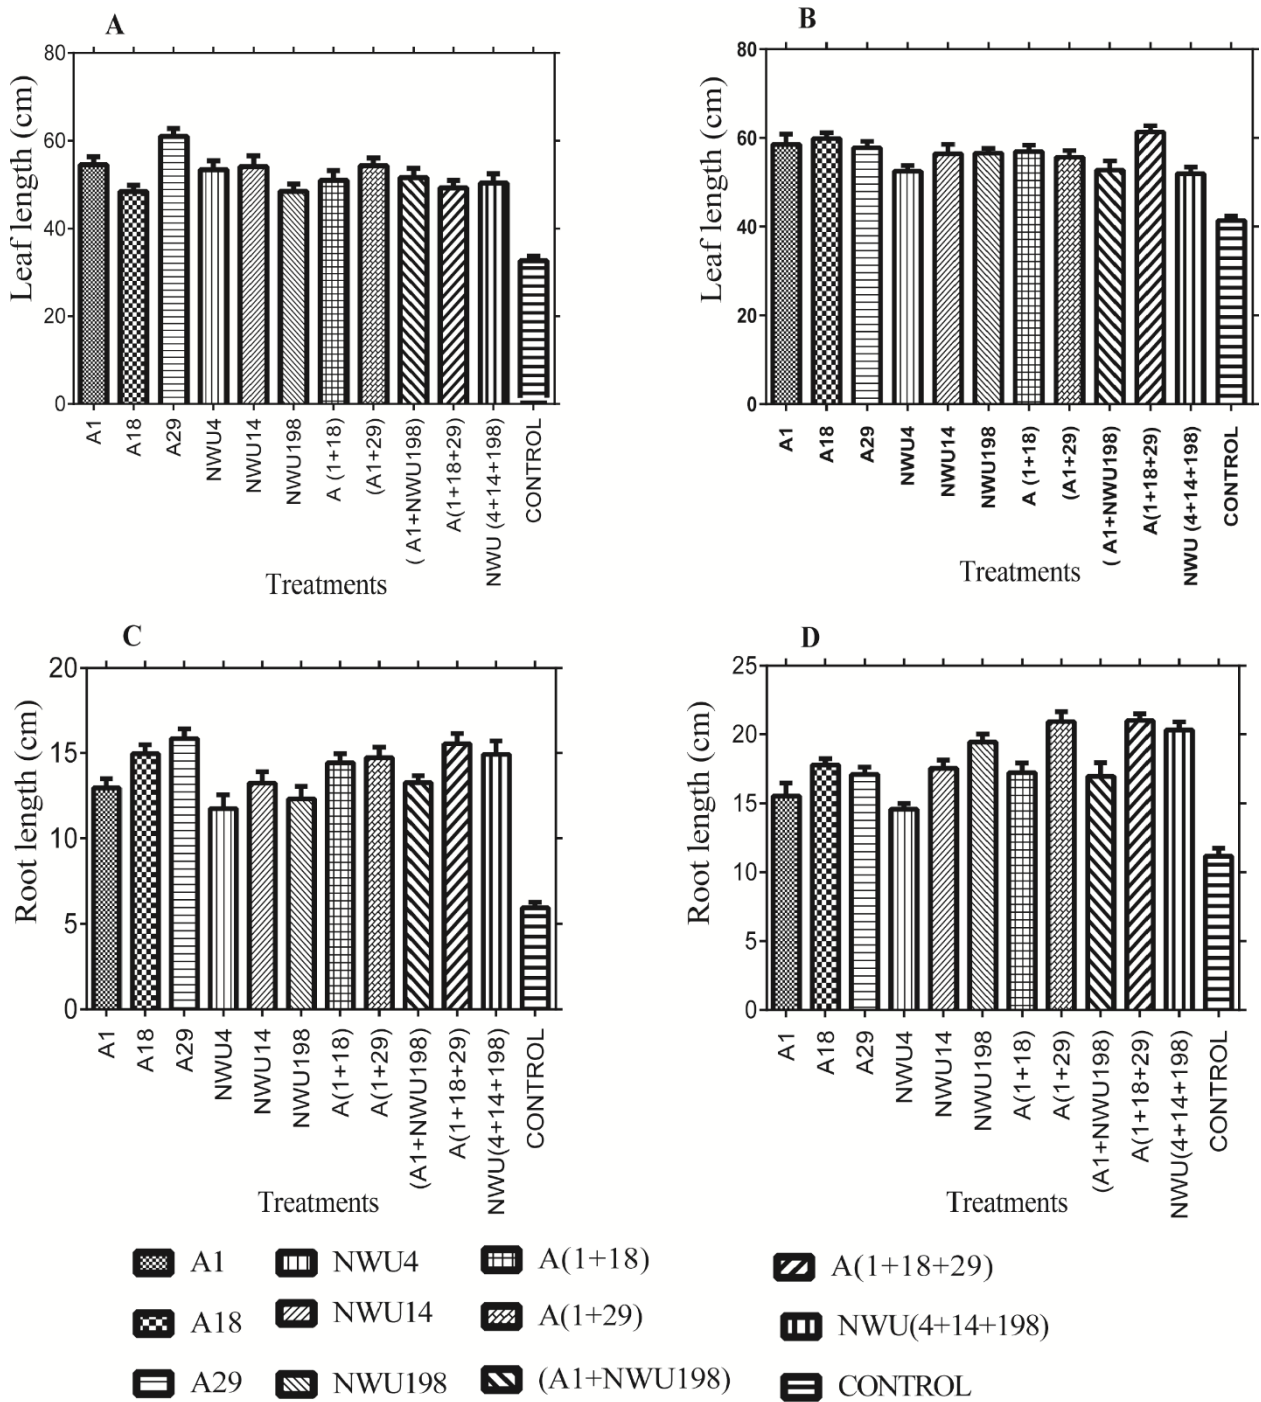 A
Leaf length (cm)
80
60
40
20
0
A1
A18
A29
NWU4
NWU14
NWU198
A (1+18)
(A1+29)
( A1+NWU198)
A(1+18+29)
NWU (4+14+198)
CONTROL
Treatments
B
Leaf length (cm)
80
60
40
20
0
A1
A18
A29
NWU4
NWU14
NWU198
A (1+18)
(A1+29)
( A1+NWU198)
A(1+18+29)
NWU (4+14+198)
CONTROL
Treatments
C
Root length (cm)
20
15
10
5
0
A1
A18
A29
NWU4
NWU14
NWU198
A(1+18)
A(1+29)
(A1+NWU198)
A(1+18+29)
NWU(4+14+198)
CONTROL
Treatments
D
Root length (cm)
25
20
15
10
5
0
A1
A18
A29
NWU4
NWU14
NWU198
A(1+18)
A(1+29)
(A1+NWU198)
A(1+18+29)
NWU(4+14+198)
CONTROL
Treatments
A1
A18
A29
NWU4
NWU14
NWU198
A(1+18)
A(1+29)
(A1+NWU198)
A(1+18+29)
NWU(4+14+198)
CONTROL